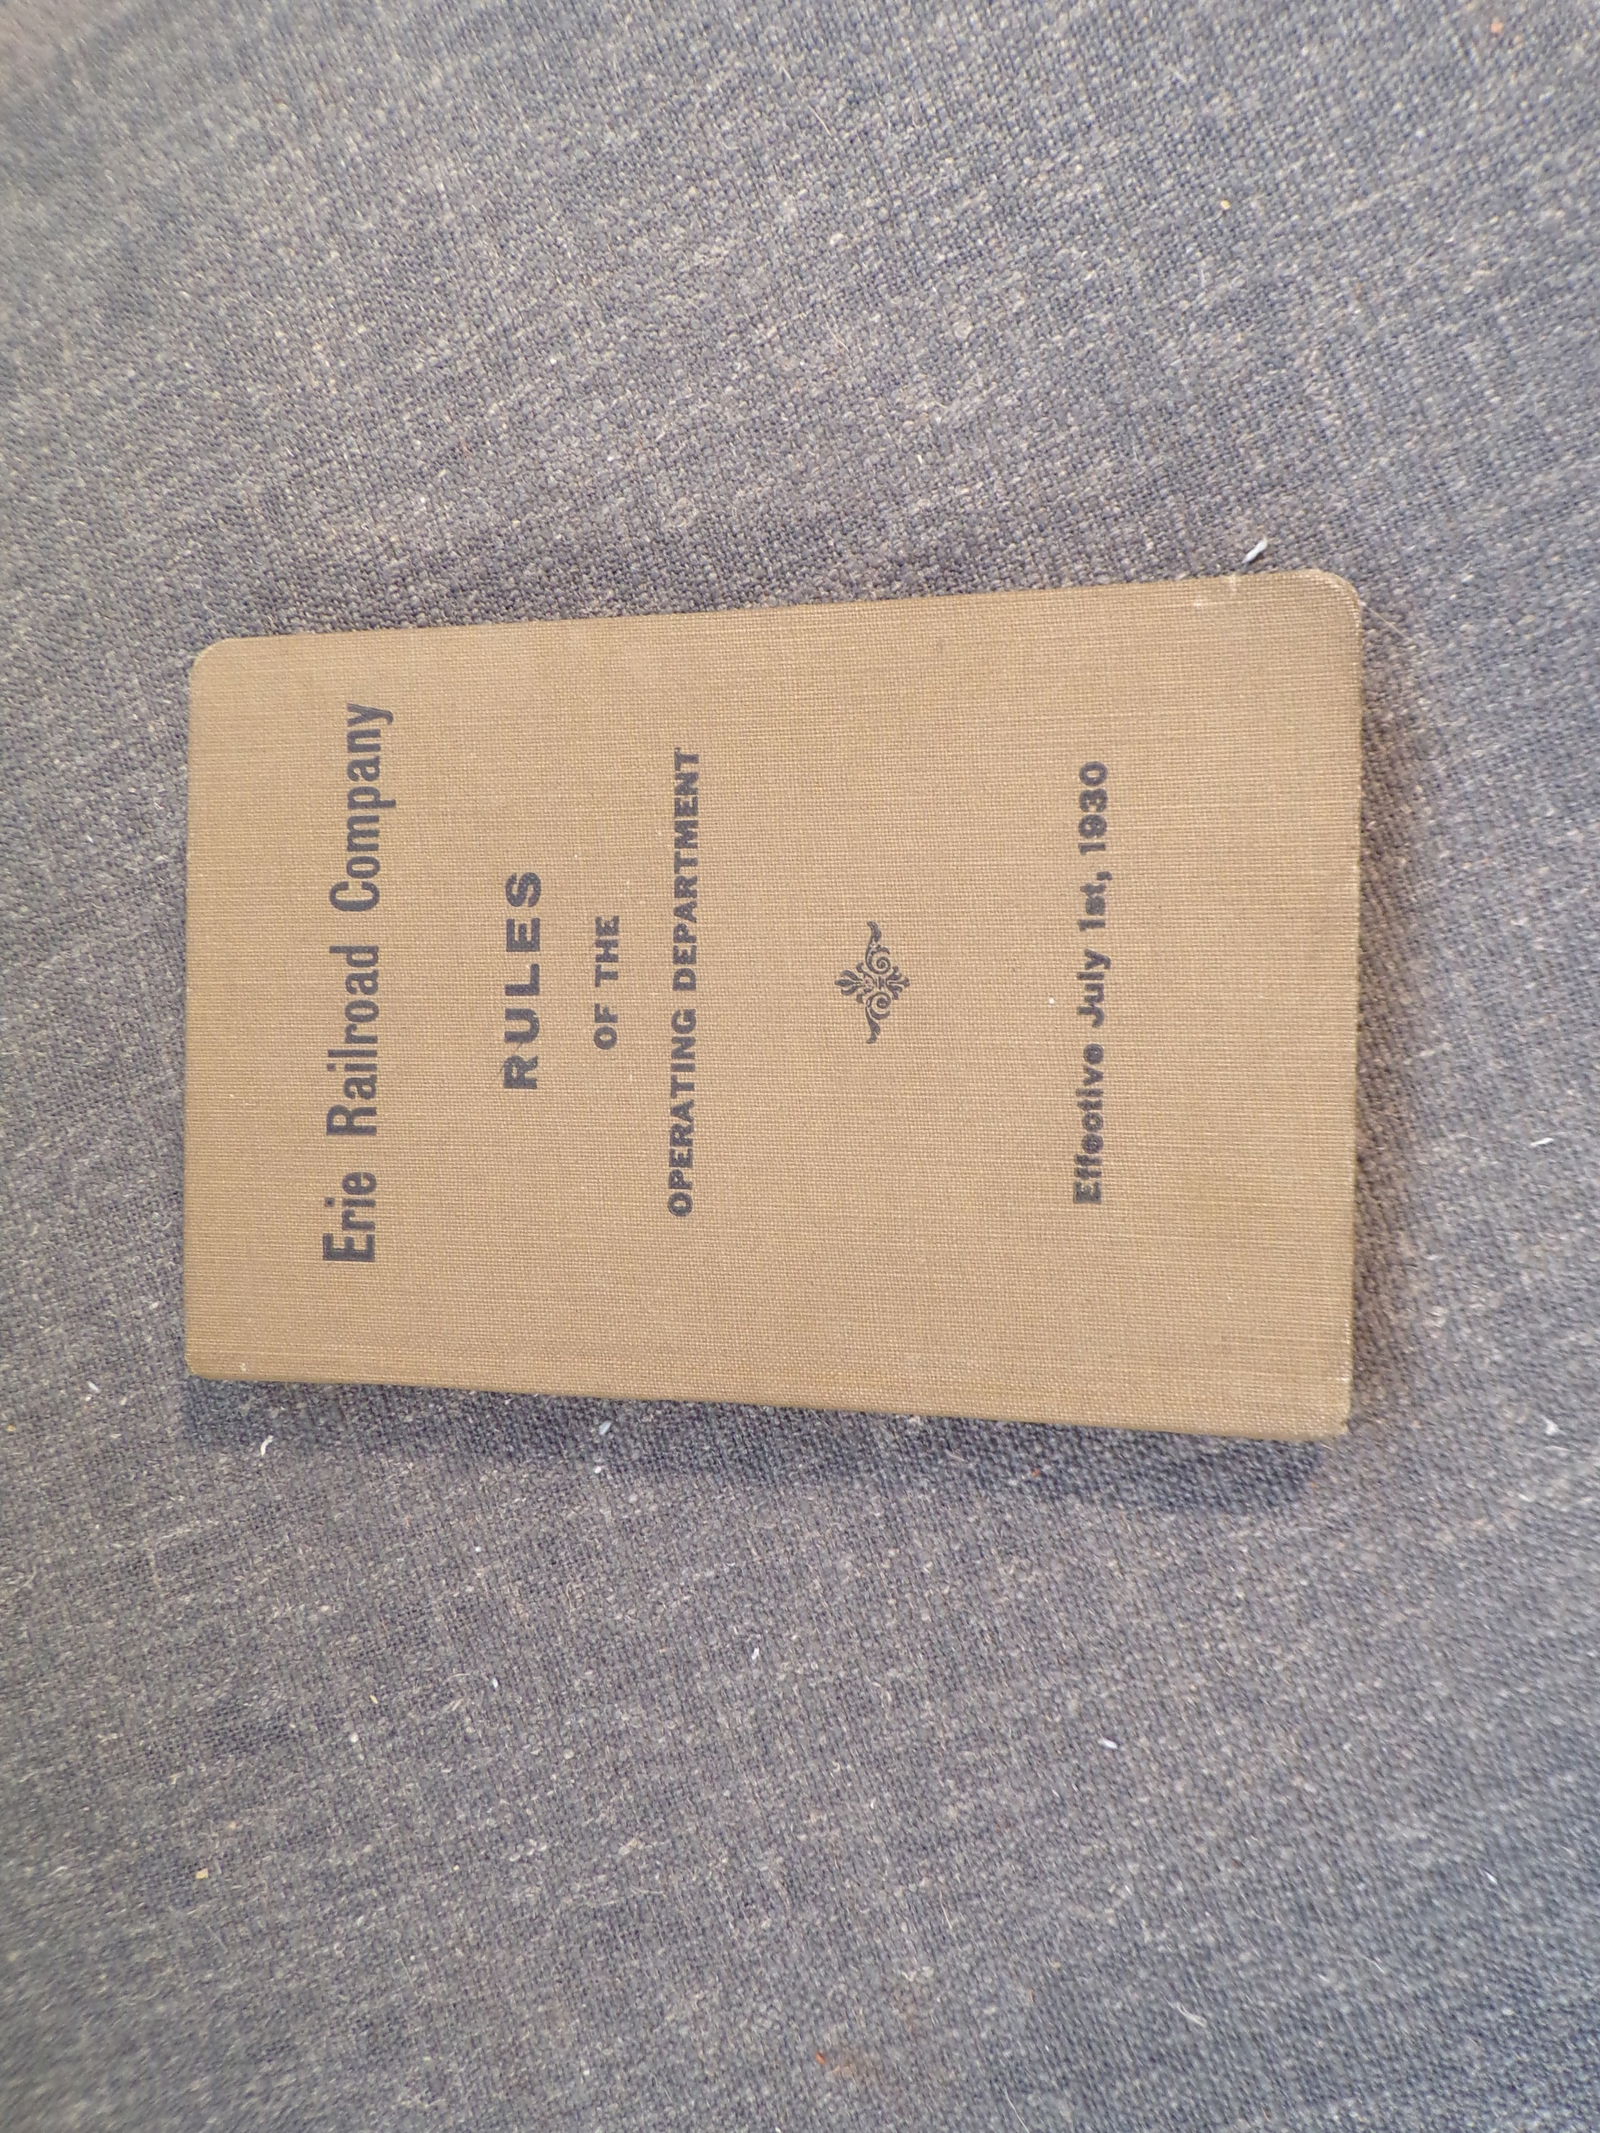 Erie Railroad Company
RULES
OF THE
OPERATING DEPARTMENT
Effective July 1st, 1930